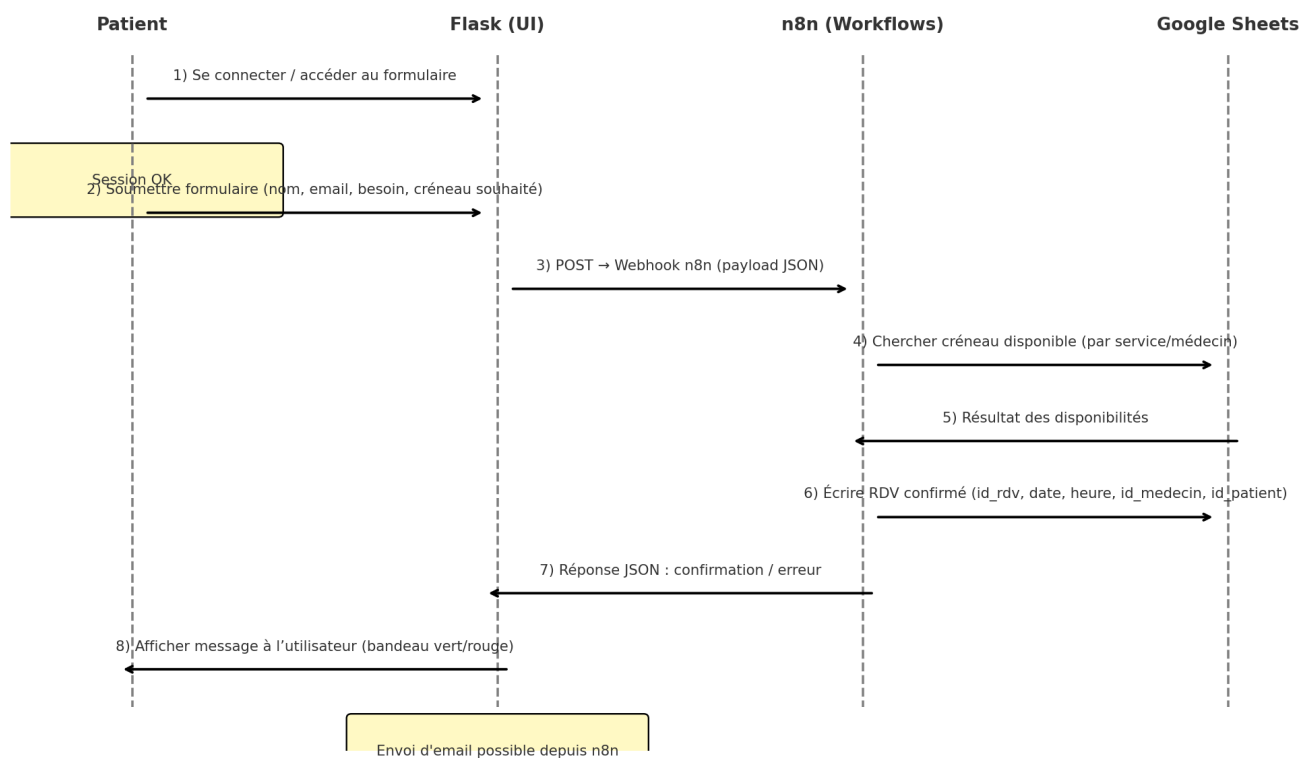 Patient
Flask (UI)
n8n (Workflows)
Google Sheets
1) Se connecter / accéder au formulaire
Session OK
2) Soumettre formulaire (nom, email, besoin, créneau souhaité)
3) POST → Webhook n8n (payload JSON)
4) Chercher créneau disponible (par service/médecin)
5) Résultat des disponibilités
6) Écrire RDV confirmé (id_rdv, date, heure, id_medecin, id_patient)
7) Réponse JSON : confirmation / erreur
8) Afficher message à l’utilisateur (bandeau vert/rouge)
Envoi d'email possible depuis n8n